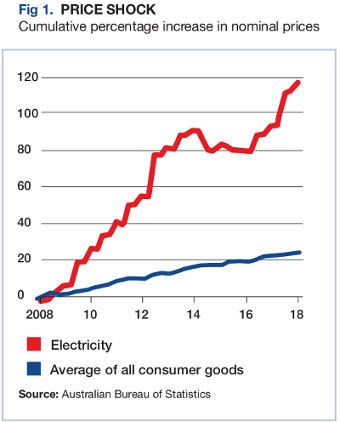 Fig 1. PRICE SHOCK
Cumulative percentage increase in nominal prices
120
100
80
60
40
20
0
2008 10 12 14 16 18
Electricity
Average of all consumer goods
Source: Australian Bureau of Statistics